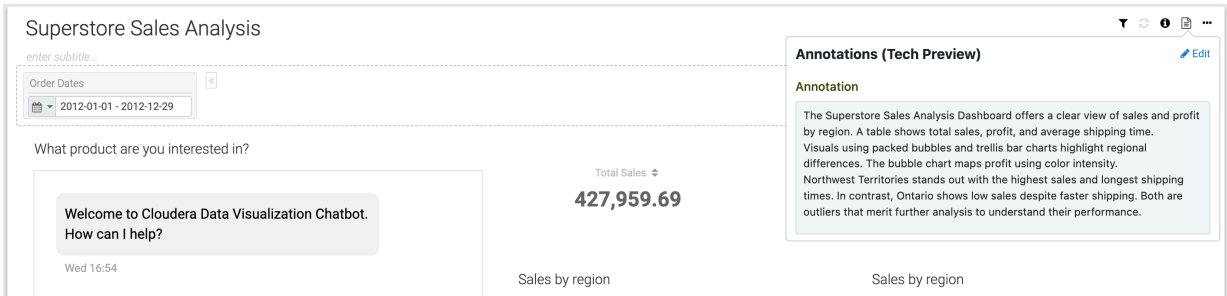 Superstore Sales Analysis
enter subtitle...
Order Dates
2012-01-01 - 2012-12-29
What product are you interested in?
Welcome to Cloudera Data Visualization Chatbot.
How can I help?
Wed 16:54
Total Sales
427,959.69
Sales by region
Sales by region
Annotations (Tech Preview)
Edit
Annotation
The Superstore Sales Analysis Dashboard offers a clear view of sales and profit
by region. A table shows total sales, profit, and average shipping time.
Visuals using packed bubbles and trellis bar charts highlight regional
differences. The bubble chart maps profit using color intensity.
Northwest Territories stands out with the highest sales and longest shipping
times. In contrast, Ontario shows low sales despite faster shipping. Both are
outliers that merit further analysis to understand their performance.